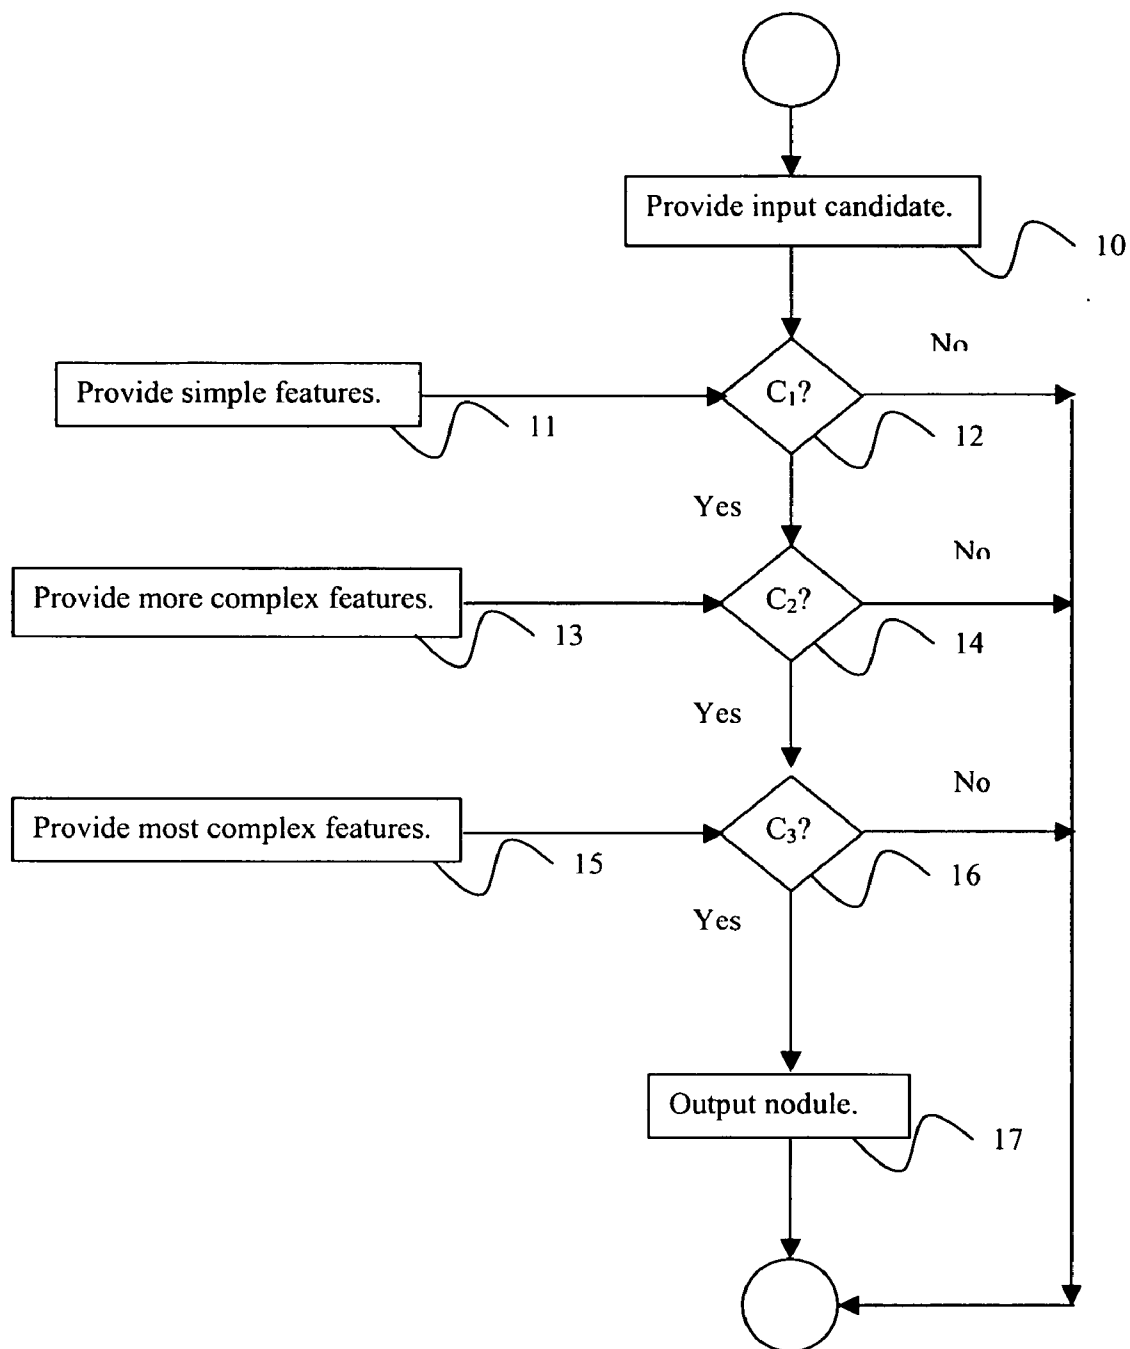 Provide input candidate.
10
No
Provide simple features.
C₁?
11
12
Yes
No
Provide more complex features.
C₂?
13
14
Yes
No
Provide most complex features.
C₃?
15
16
Yes
Output nodule.
17